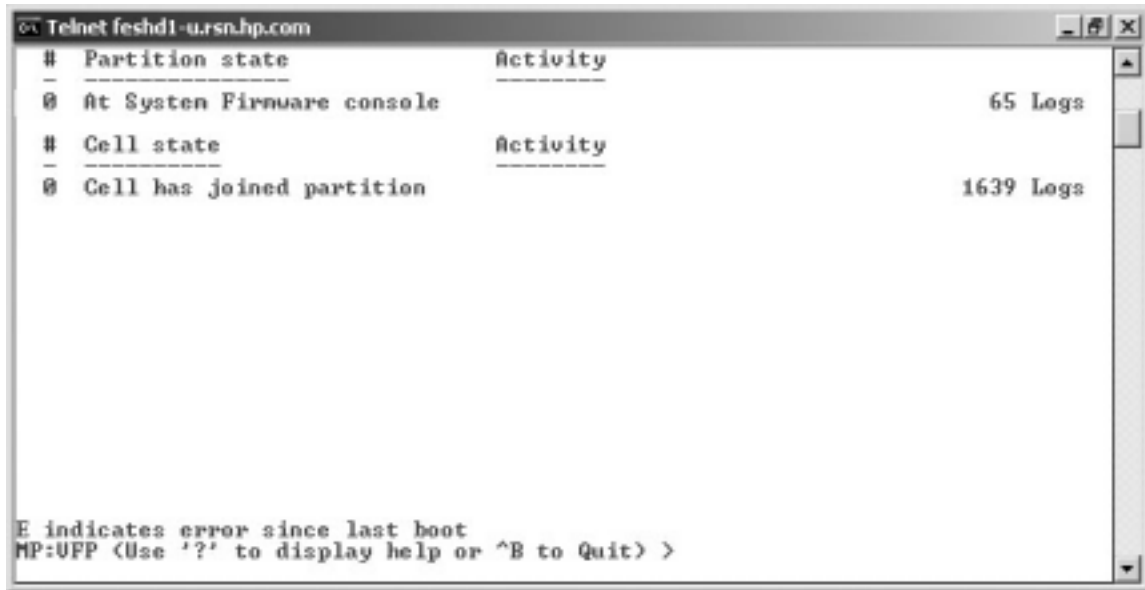 Telnet feshd1-u.rsn.hp.com
# Partition state Activity
- --------------- --------
0 At System Firmware console 65 Logs
# Cell state Activity
- ---------- --------
0 Cell has joined partition 1639 Logs
E indicates error since last boot
MP:VFP (Use '?' to display help or ^B to Quit) >